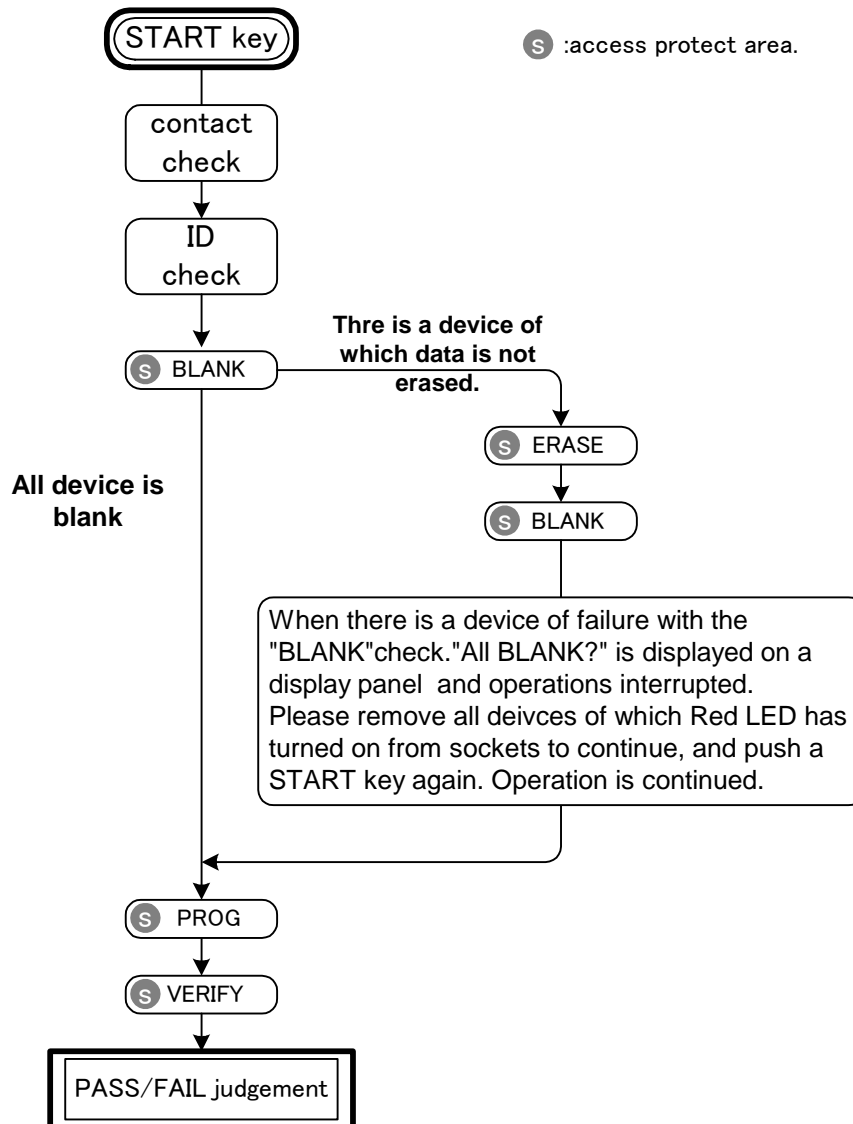 START key
S :access protect area.
contact
check
ID
check
Thre is a device of
which data is not
erased.
S BLANK
S ERASE
All device is
blank
S BLANK
When there is a device of failure with the
"BLANK"check."All BLANK?" is displayed on a
display panel and operations interrupted.
Please remove all deivces of which Red LED has
turned on from sockets to continue, and push a
START key again. Operation is continued.
S PROG
S VERIFY
PASS/FAIL judgement